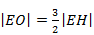 |EO| = 3/2 |EH|